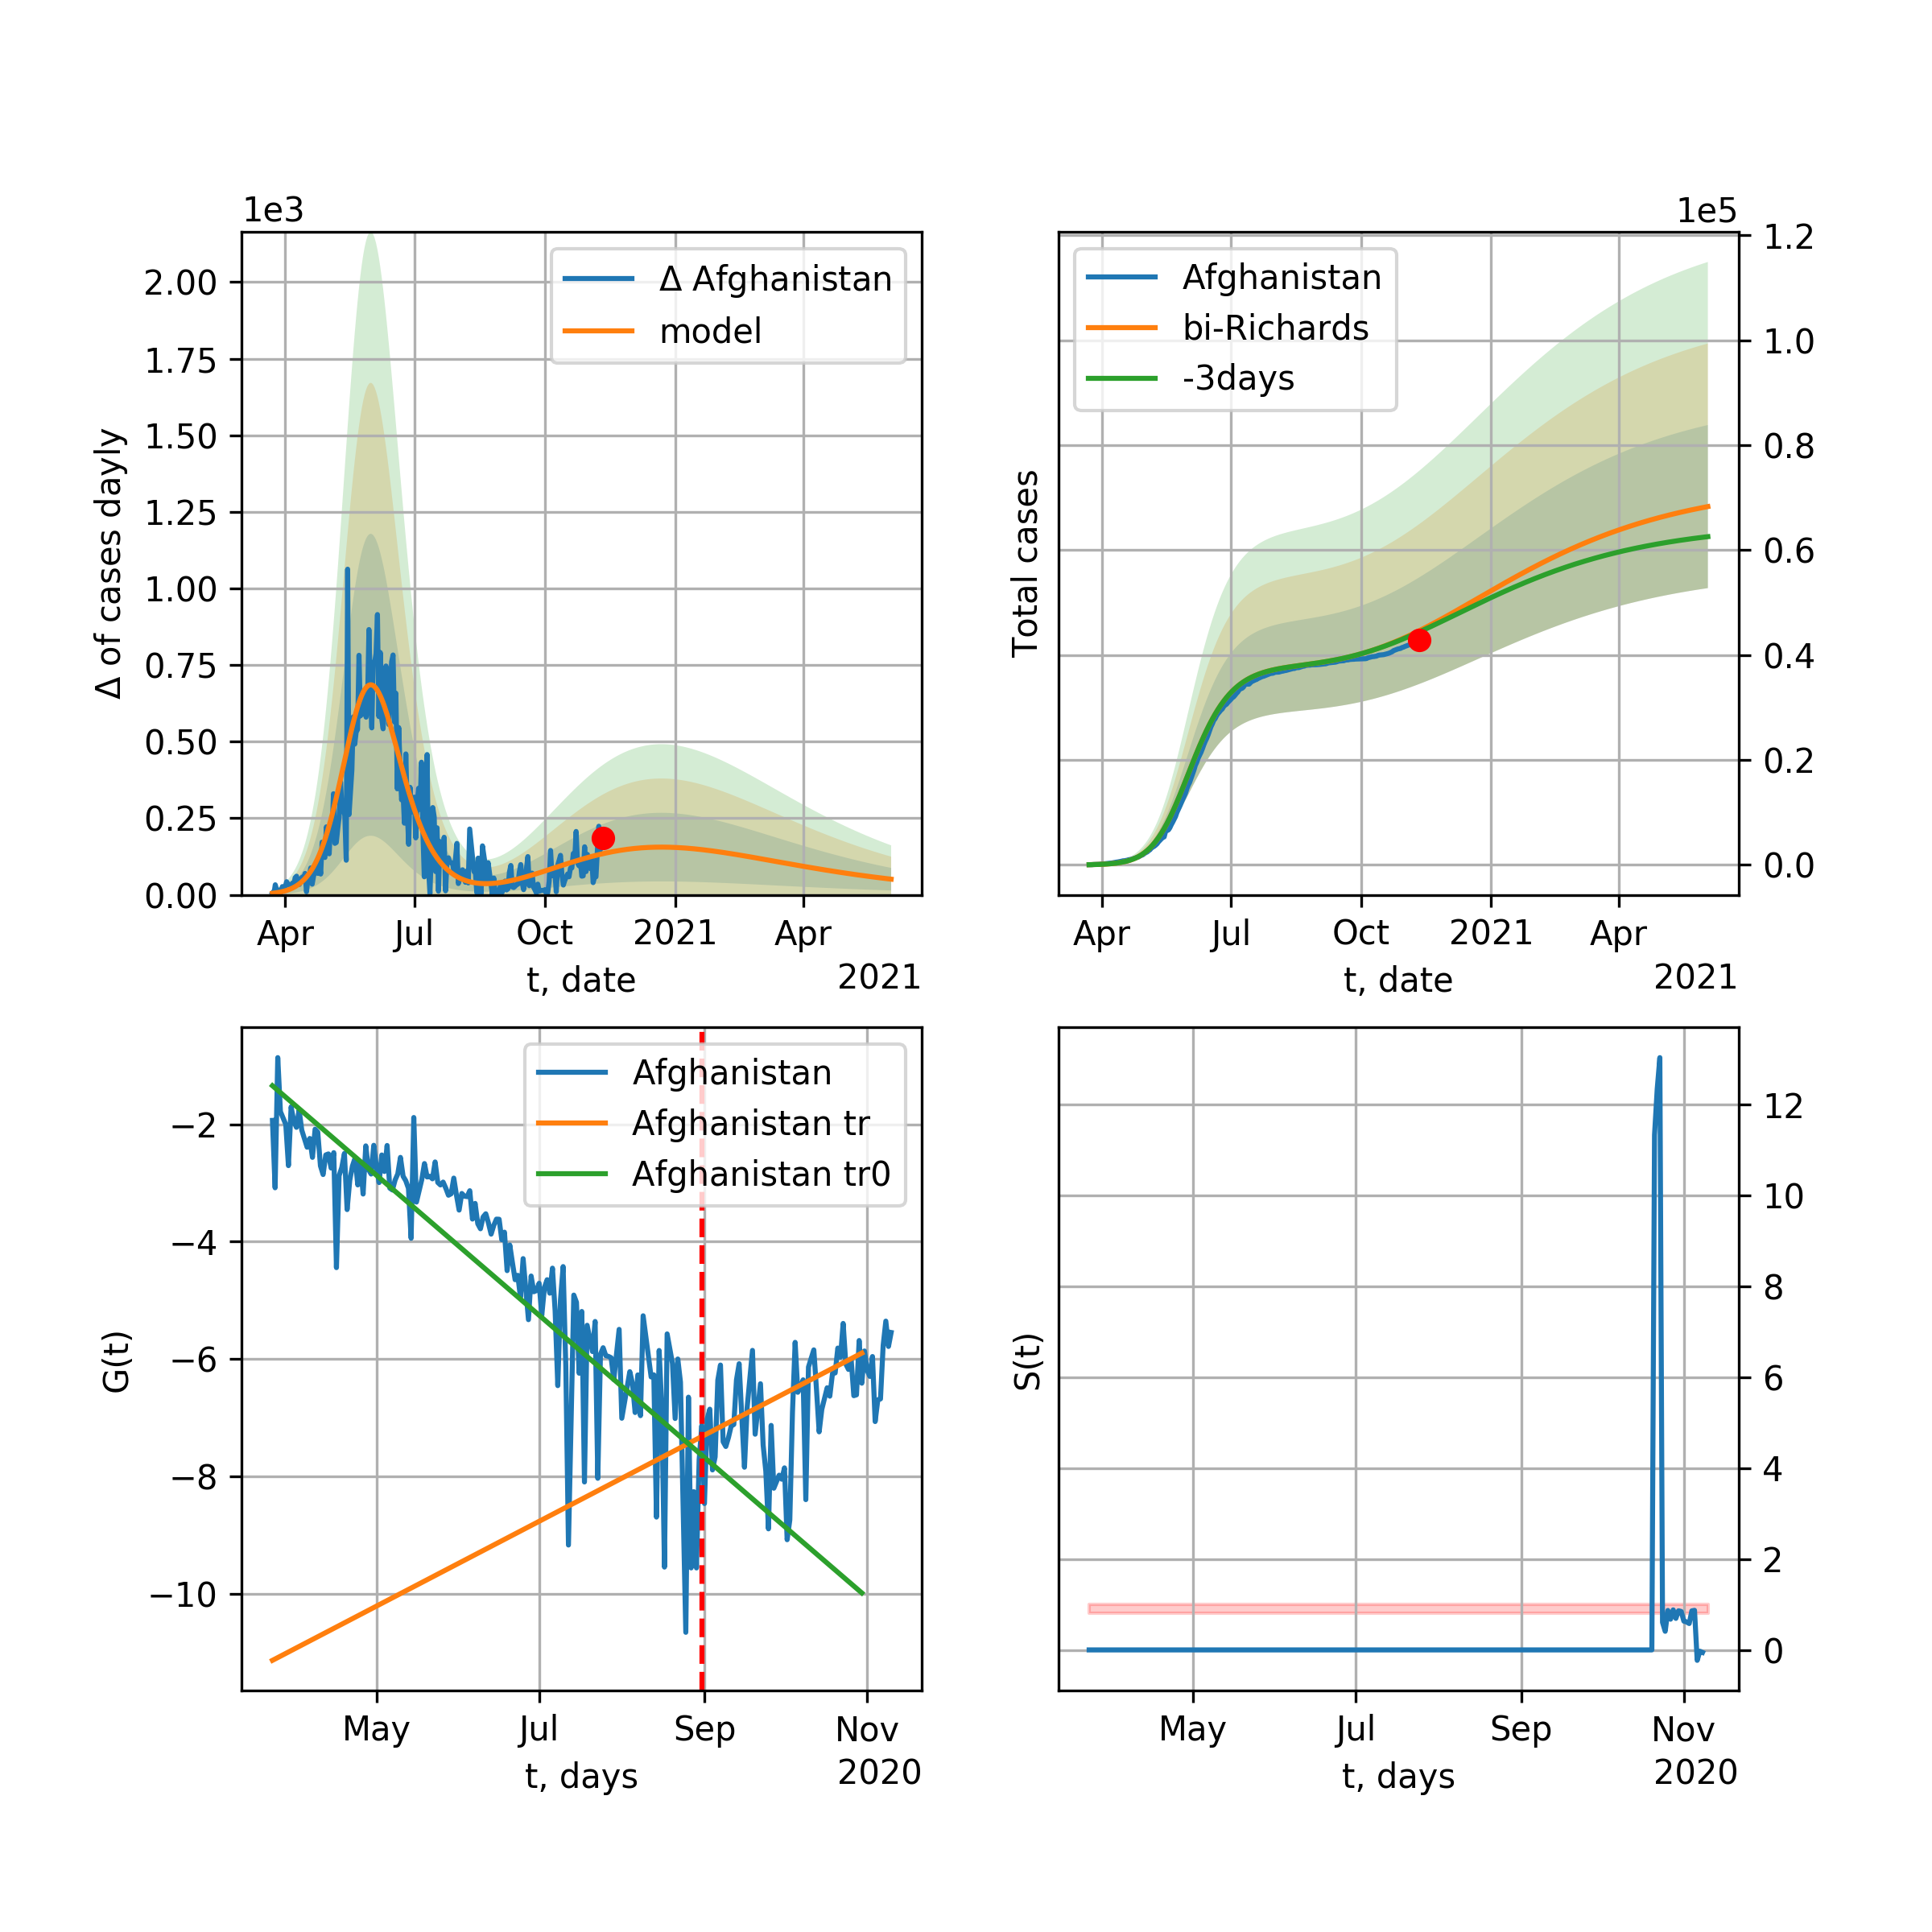 1e3
Δ of cases dayly
2.00
1.75
1.50
1.25
1.00
0.75
0.50
0.25
0.00
Δ Afghanistan
model
Apr Jul Oct 2021 Apr
t, date
2021
1e5
Total cases
Afghanistan
bi-Richards
-3days
1.2
1.0
0.8
0.6
0.4
0.2
0.0
Apr Jul Oct 2021 Apr
t, date
2021
G(t)
−2
−4
−6
−8
−10
Afghanistan
Afghanistan tr
Afghanistan tr0
May Jul Sep Nov
t, days
2020
S(t)
12
10
8
6
4
2
0
May Jul Sep Nov
t, days
2020